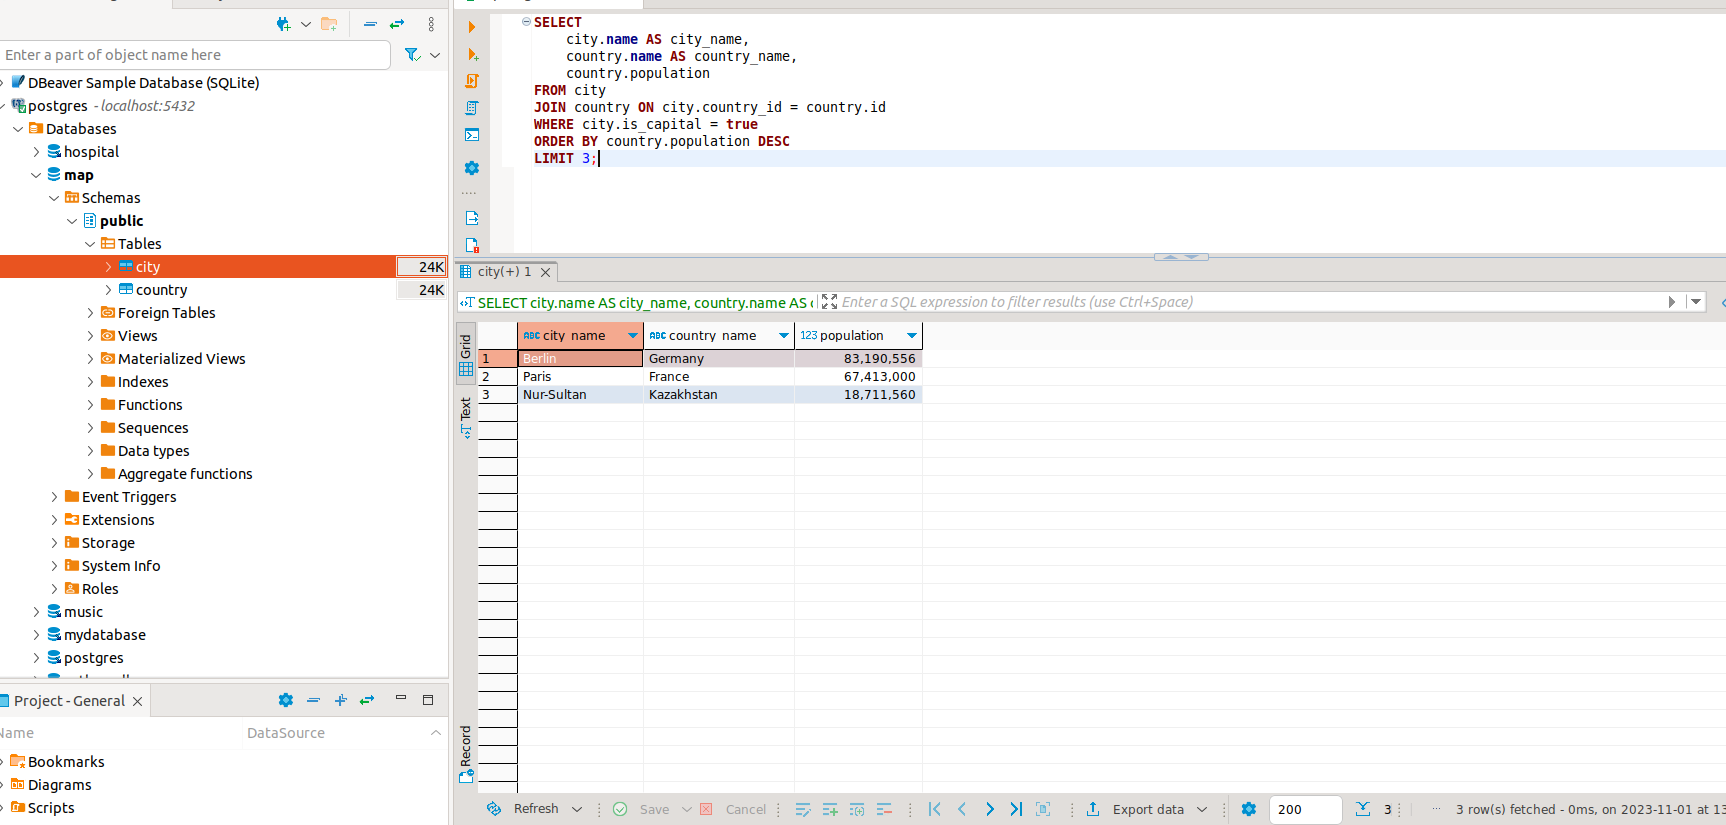 Enter a part of object name here
DBeaver Sample Database (SQLite)
postgres - localhost:5432
Databases
hospital
map
Schemas
public
Tables
city 24K
country 24K
Foreign Tables
Views
Materialized Views
Indexes
Functions
Sequences
Data types
Aggregate functions
Event Triggers
Extensions
Storage
System Info
Roles
music
mydatabase
postgres
Project - General
Name DataSource
Bookmarks
Diagrams
Scripts
SELECT
city.name AS city_name,
country.name AS country_name,
country.population
FROM city
JOIN country ON city.country_id = country.id
WHERE city.is_capital = true
ORDER BY country.population DESC
LIMIT 3;
city(+) 1
SELECT city.name AS city_name, country.name AS c Enter a SQL expression to filter results (use Ctrl+Space)
Grid
Text
Record
ABC city_name ABC country_name 123 population
1 Berlin Germany 83,190,556
2 Paris France 67,413,000
3 Nur-Sultan Kazakhstan 18,711,560
Refresh Save Cancel Export data 200 3 3 row(s) fetched - 0ms, on 2023-11-01 at 13